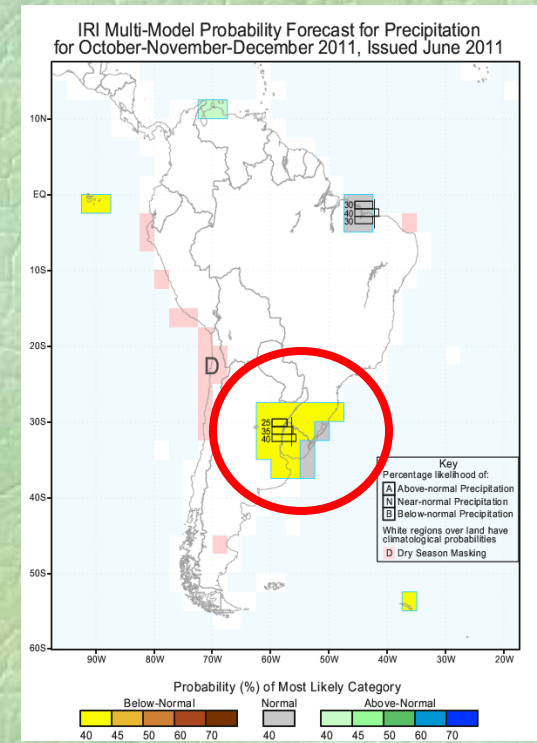 IRI Multi-Model Probability Forecast for Precipitation
for October-November-December 2011, Issued June 2011
10N
EQ
30
40
30
10S
20S
D
30S
25
35
40
Key
Percentage likelihood of:
A Above-normal Precipitation
N Near-normal Precipitation
B Below-normal Precipitation
White regions over land have
climatological probabilities
D Dry Season Masking
40S
50S
60S
90W 80W 70W 60W 50W 40W 30W 20W
Probability (%) of Most Likely Category
Below-Normal Normal Above-Normal
40 45 50 60 70 40 40 45 50 60 70